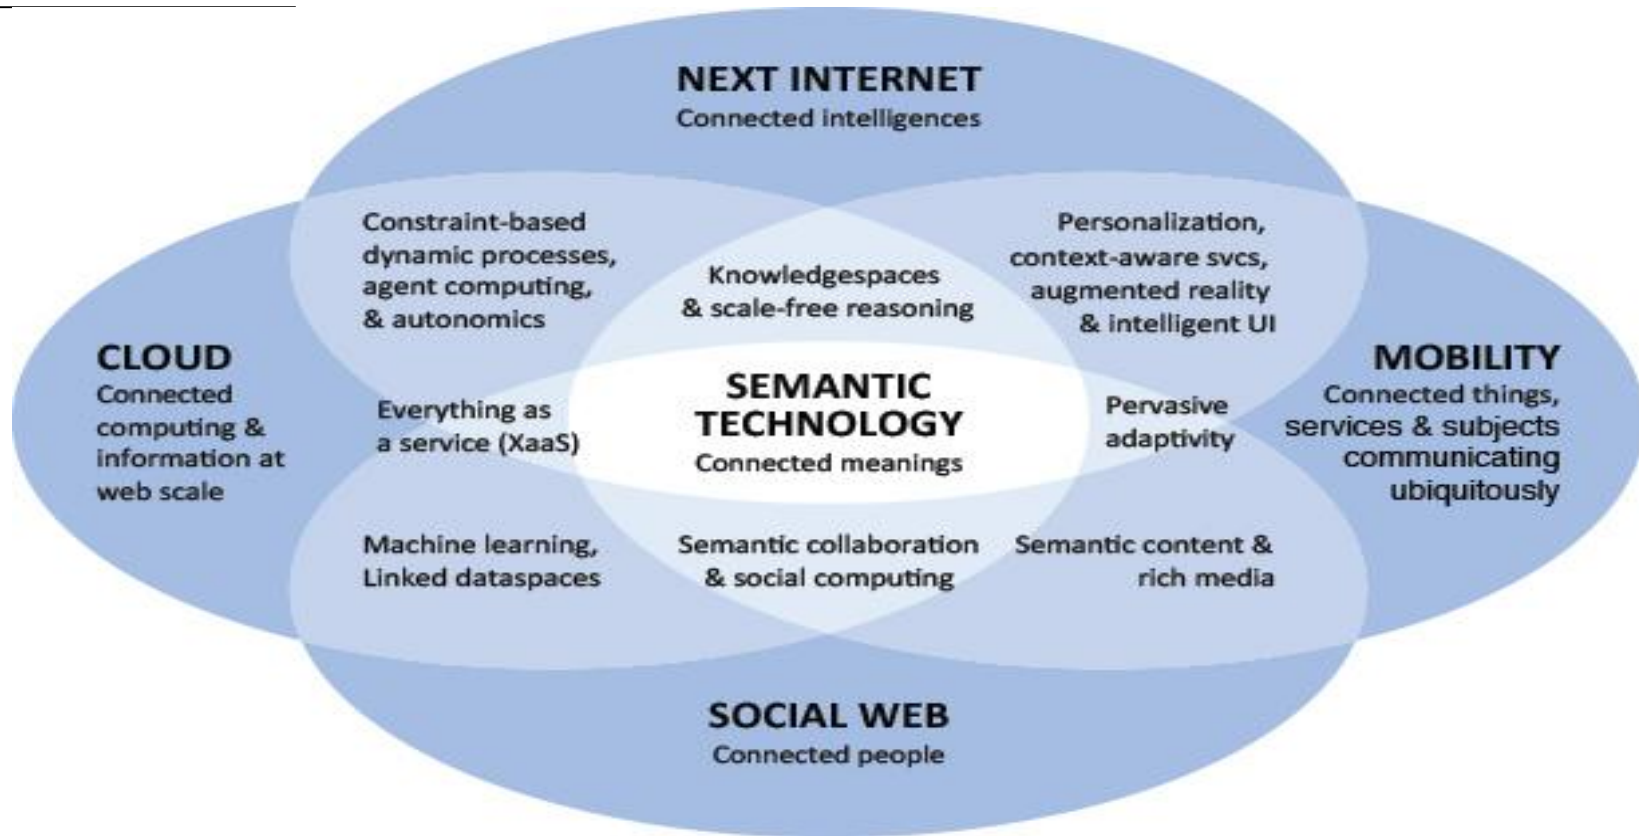 NEXT INTERNET
Connected intelligences
Constraint-based
dynamic processes,
agent computing,
& autonomics
Knowledgespaces
& scale-free reasoning
Personalization,
context-aware svcs,
augmented reality
& intelligent UI
CLOUD
Connected
computing &
information at
web scale
Everything as
a service (XaaS)
SEMANTIC
TECHNOLOGY
Connected meanings
Pervasive
adaptivity
MOBILITY
Connected things,
services & subjects
communicating
ubiquitously
Machine learning,
Linked dataspaces
Semantic collaboration
& social computing
Semantic content &
rich media
SOCIAL WEB
Connected people